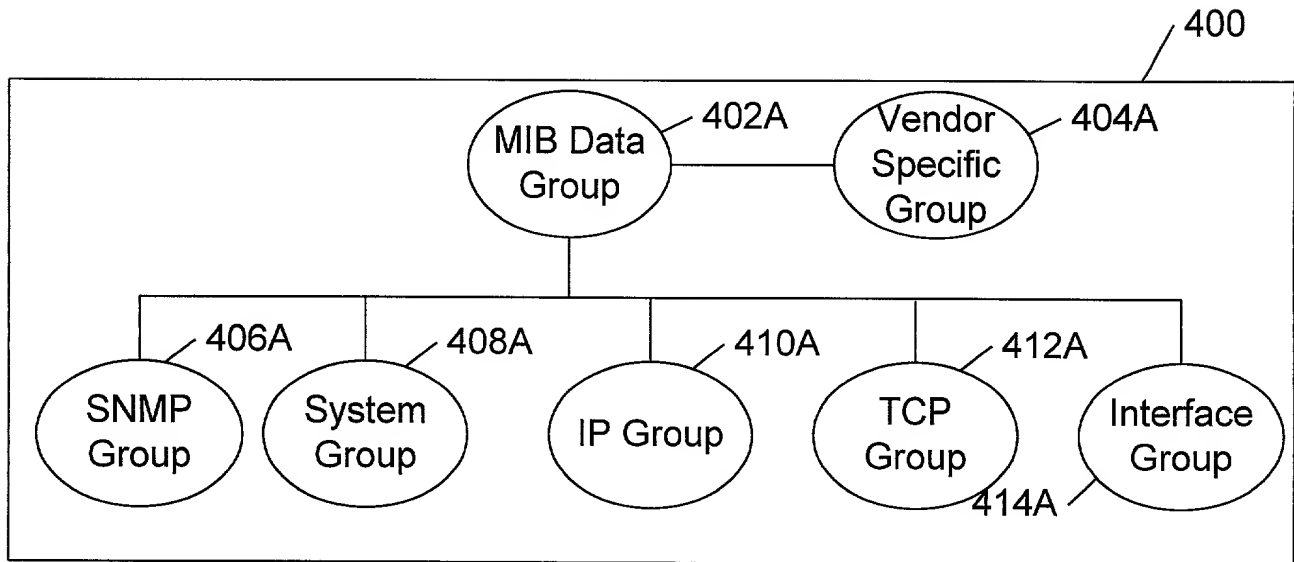 400
MIB Data
Group
402A
Vendor
Specific
Group
404A
SNMP
Group
406A
System
Group
408A
IP Group
410A
TCP
Group
412A
Interface
Group
414A